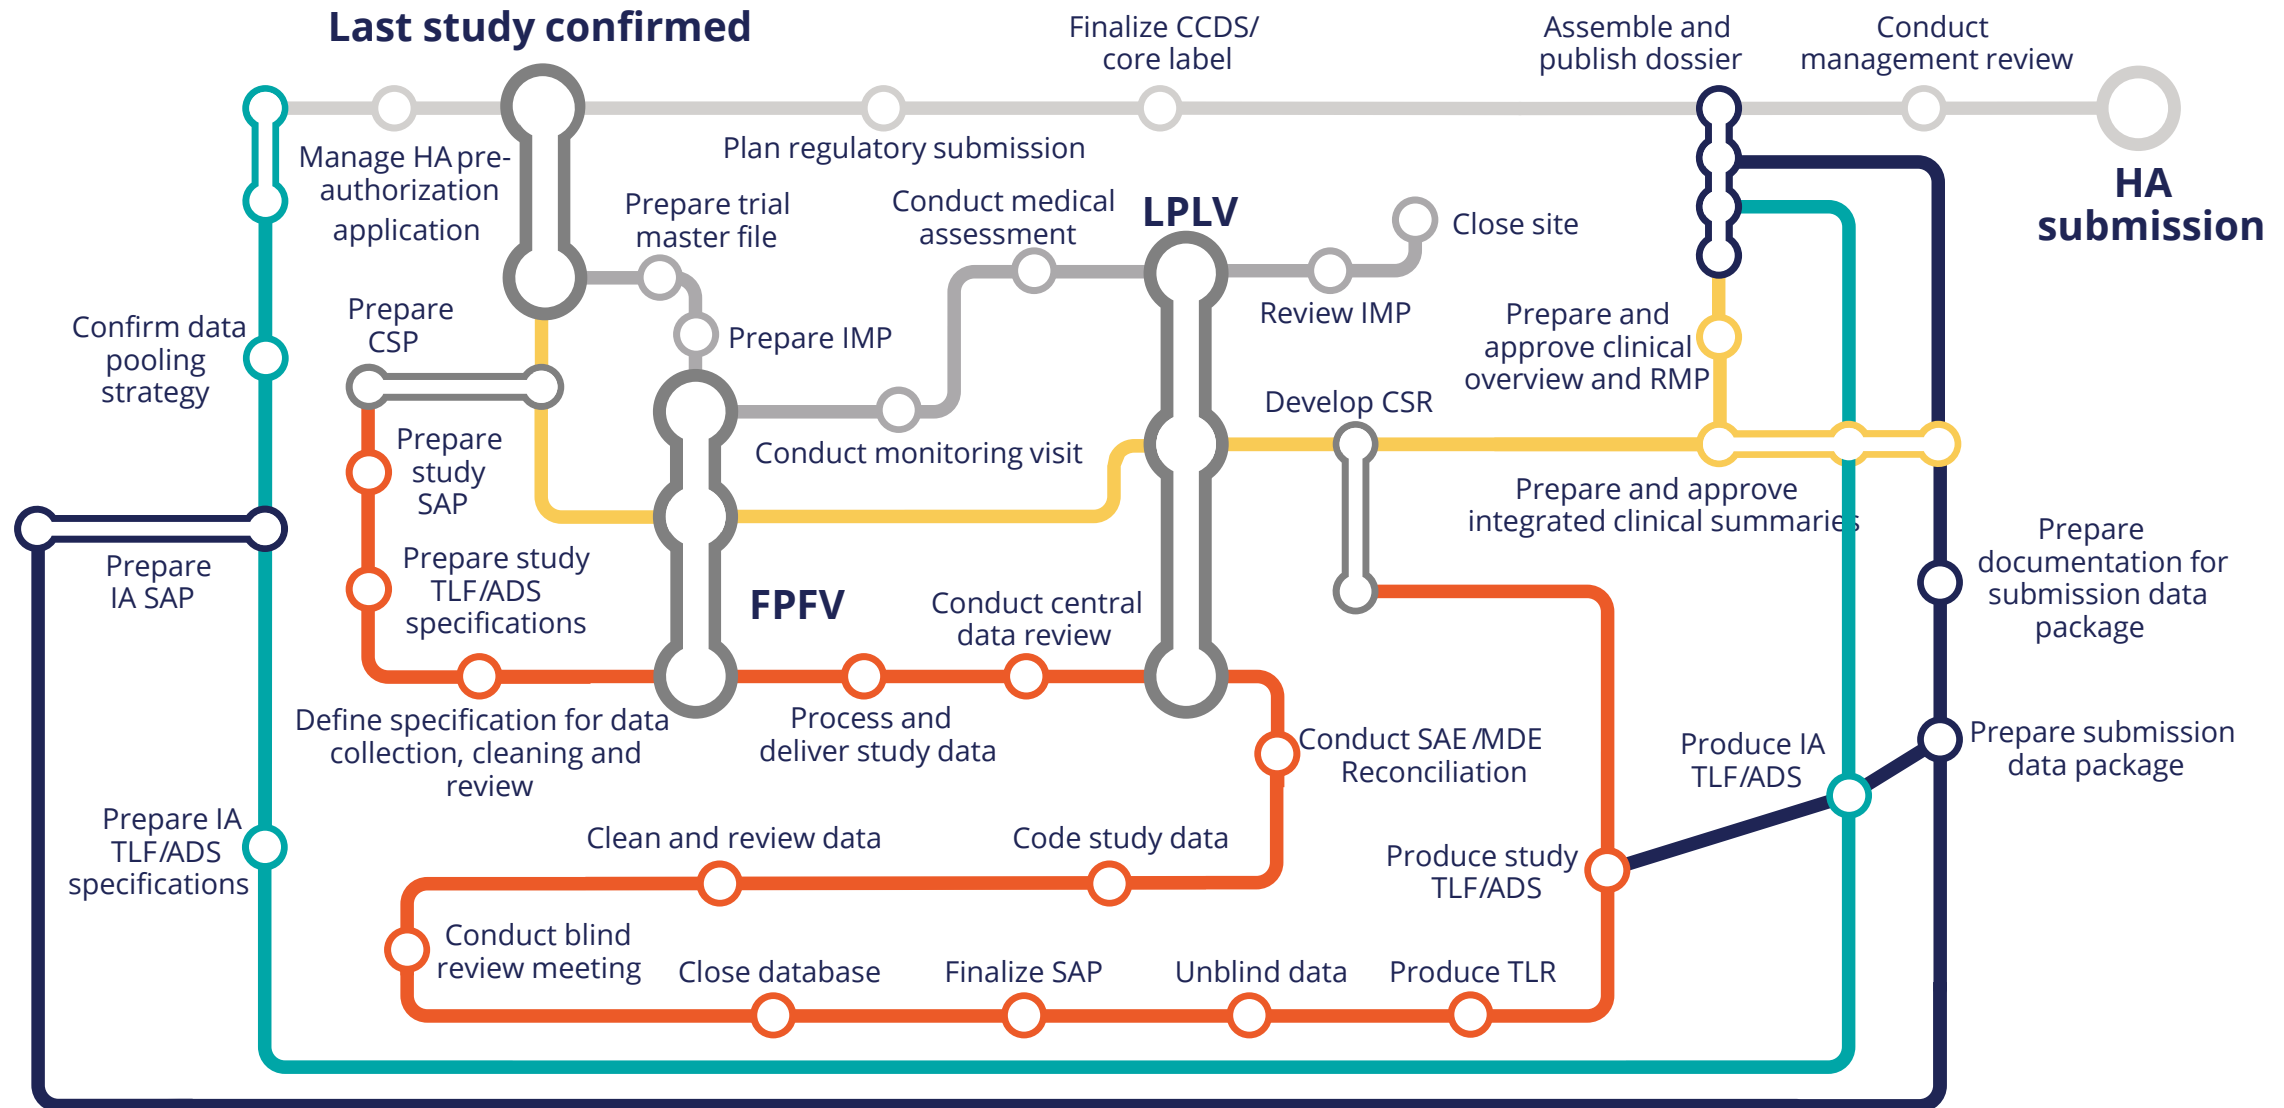 Last study confirmed
Finalize CCDS/
core label
Assemble and
publish dossier
Conduct
management review
Manage HA pre-
authorization
application
Plan regulatory submission
HA
submission
Prepare trial
master file
Conduct medical
assessment
LPLV
Close site
Prepare
CSP
Prepare IMP
Review IMP
Prepare and
approve clinical
overview and RMP
Confirm data
pooling
strategy
Prepare
study
SAP
Conduct monitoring visit
Develop CSR
Prepare and approve
integrated clinical summaries
Prepare
IA SAP
Prepare study
TLF/ADS
specifications
FPFV
Conduct central
data review
Prepare
documentation for
submission data
package
Define specification for data
collection, cleaning and
review
Process and
deliver study data
Conduct SAE/MDE
Reconciliation
Produce IA
TLF/ADS
Prepare submission
data package
Prepare IA
TLF/ADS
specifications
Clean and review data
Code study data
Produce study
TLF/ADS
Conduct blind
review meeting
Close database
Finalize SAP
Unblind data
Produce TLR